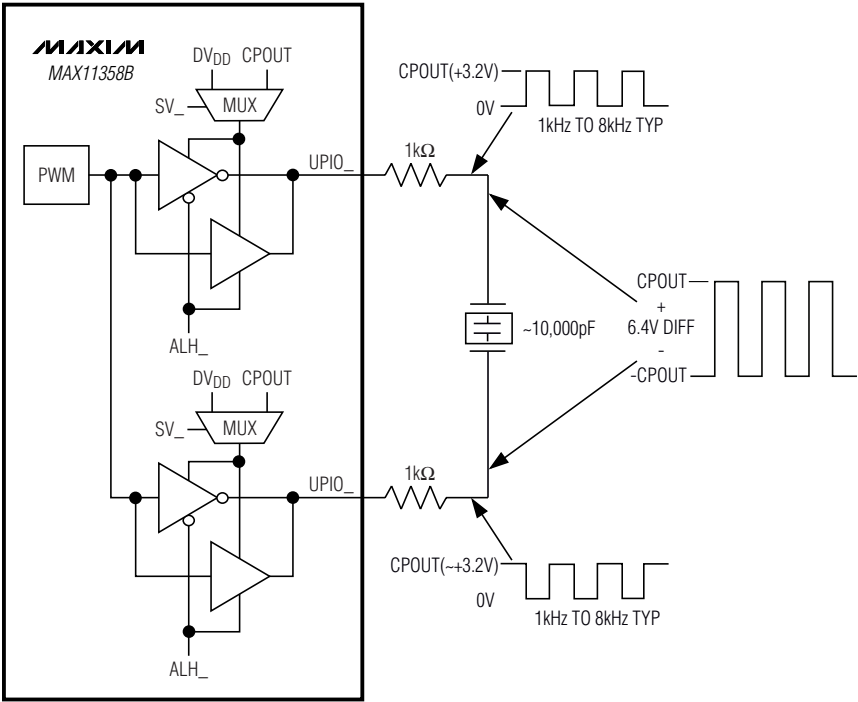 MAXIM
MAX11358B
DVDD CPOUT
SV_
MUX
PWM
UPIO_
1kΩ
ALH_
CPOUT(+3.2V)
0V
1kHz TO 8kHz TYP
~10,000pF
CPOUT
+
6.4V DIFF
-
-CPOUT
DVDD CPOUT
SV_
MUX
UPIO_
1kΩ
ALH_
CPOUT(~+3.2V)
0V
1kHz TO 8kHz TYP